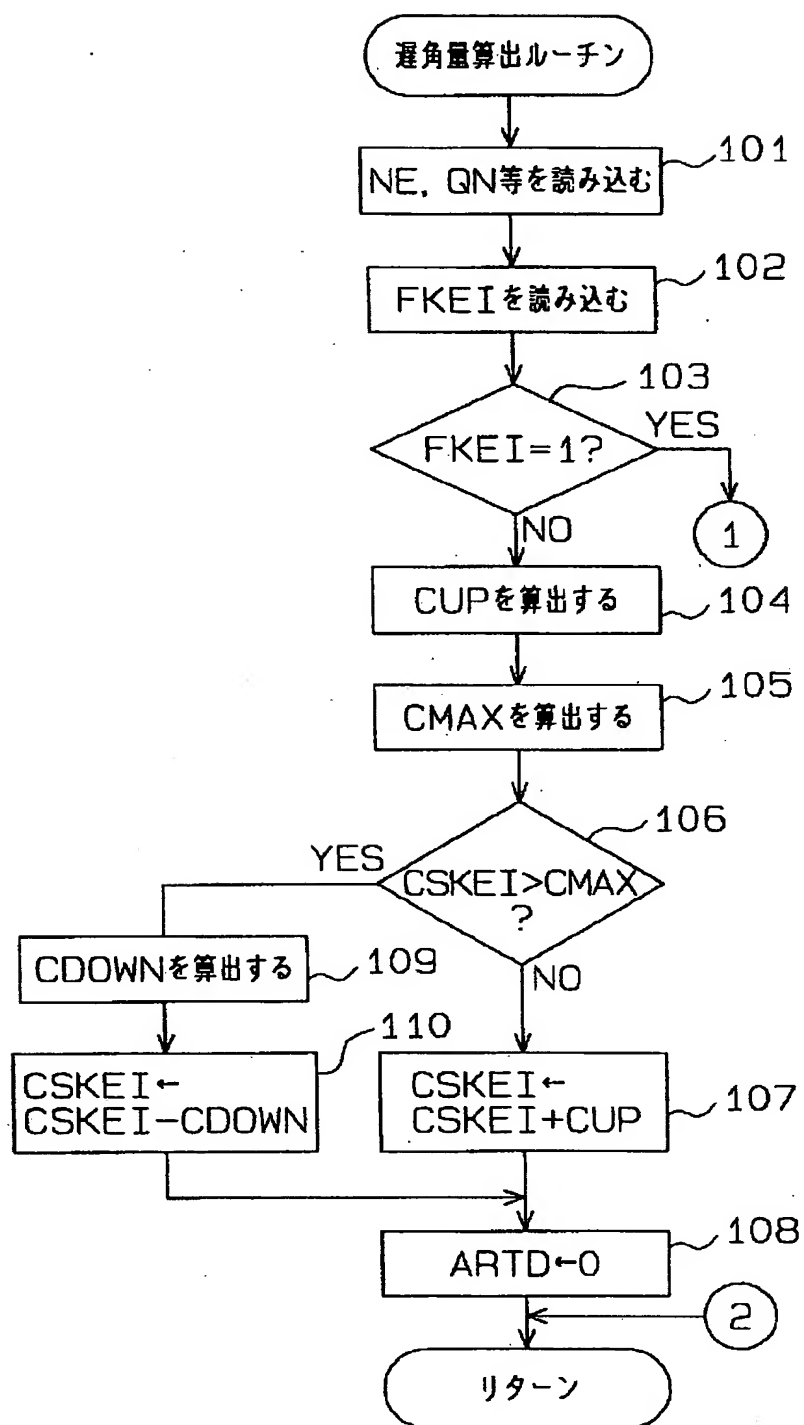 遅角量算出ルーチン
101
NE, QN等を読み込む
102
FKEIを読み込む
103
FKEI=1?
YES
1
NO
CUPを算出する
104
CMAXを算出する
105
106
YES
CSKEI>CMAX
?
NO
CDOWNを算出する
109
110
CSKEI←
CSKEI-CDOWN
CSKEI←
CSKEI+CUP
107
108
ARTD←0
2
リターン